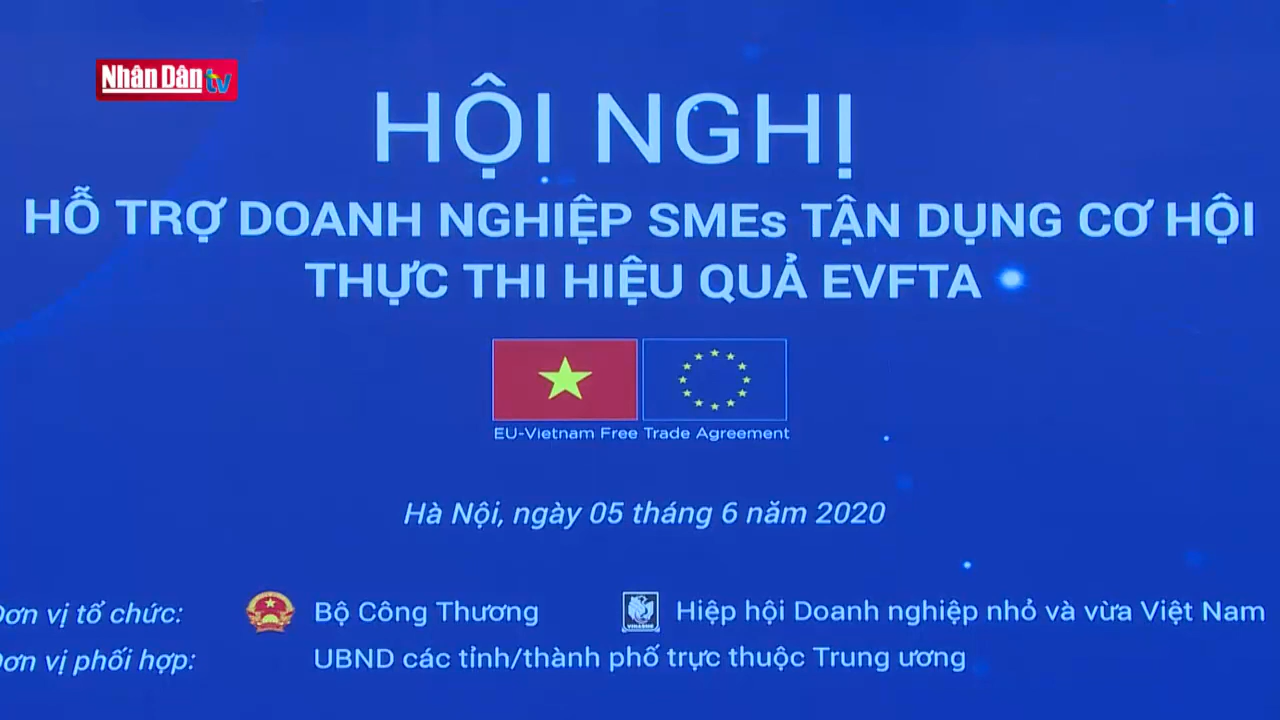 Nhân Dân tv
HỘI NGHỊ
HỖ TRỢ DOANH NGHIỆP SMEs TẬN DỤNG CƠ HỘI
THỰC THI HIỆU QUẢ EVFTA
EU-Vietnam Free Trade Agreement
Hà Nội, ngày 05 tháng 6 năm 2020
Đơn vị tổ chức: Bộ Công Thương VINASME Hiệp hội Doanh nghiệp nhỏ và vừa Việt Nam
Đơn vị phối hợp: UBND các tỉnh/thành phố trực thuộc Trung ương